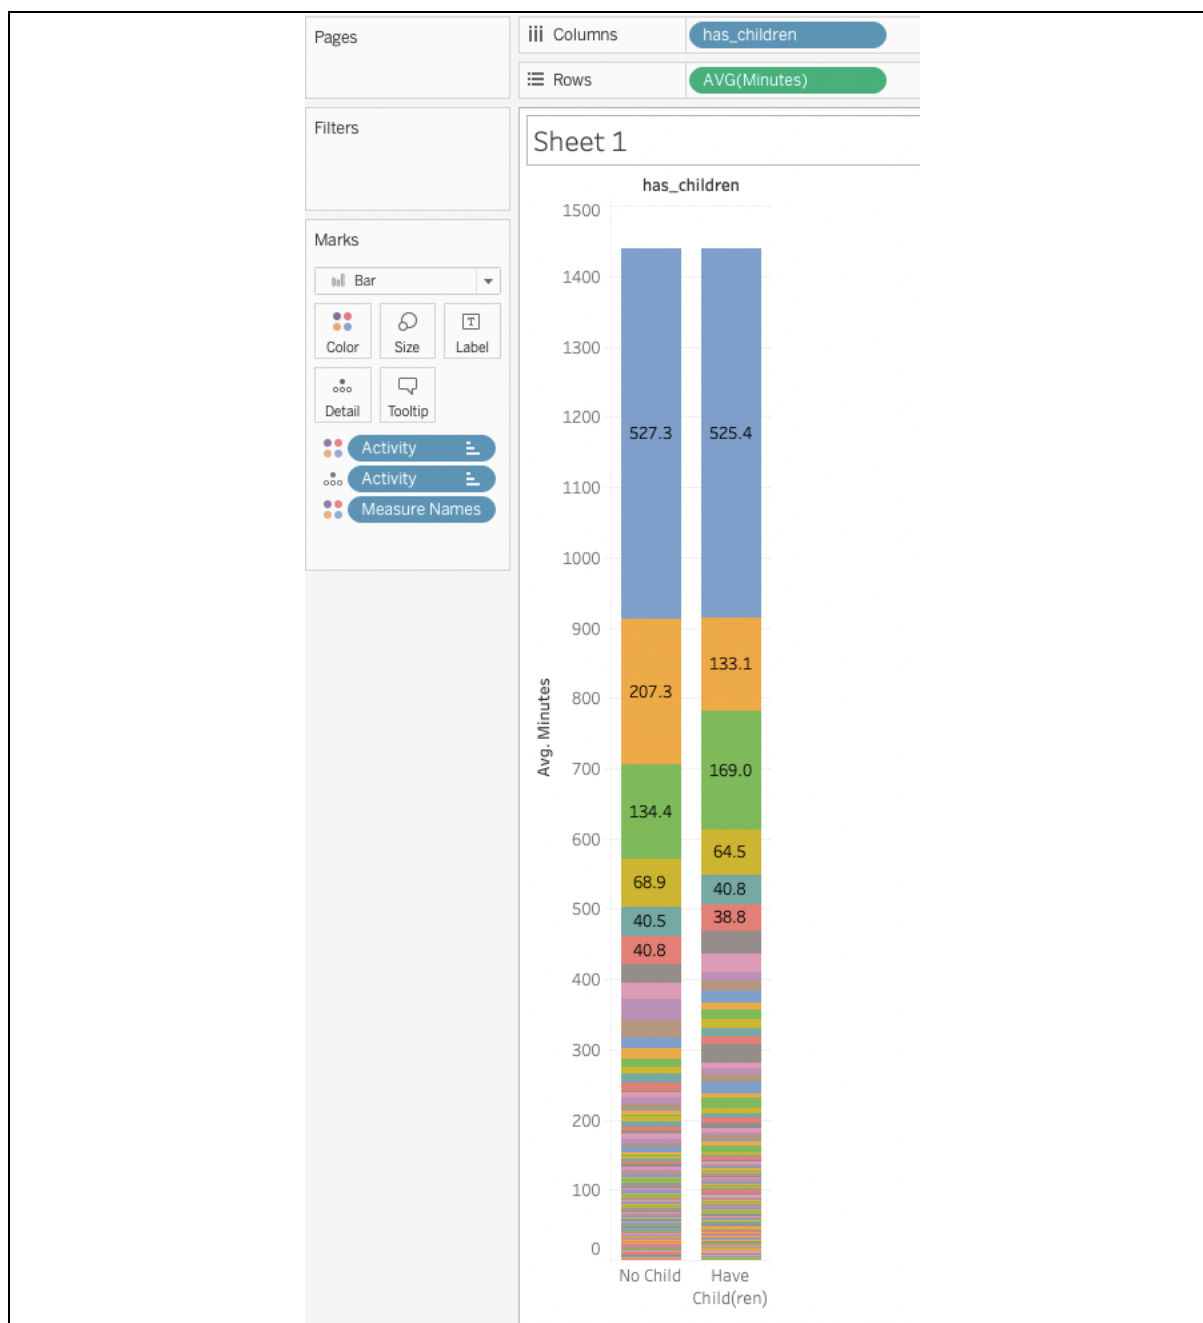 Pages
Columns
has_children
Rows
AVG(Minutes)
Filters
Sheet 1
Marks
Bar
Color
Size
T
Label
Detail
Tooltip
Activity
Activity
Measure Names
has_children
Avg. Minutes
1500
1400
1300
1200
1100
1000
900
800
700
600
500
400
300
200
100
0
527.3
525.4
207.3
133.1
134.4
169.0
68.9
64.5
40.5
40.8
40.8
38.8
No Child
Have
Child(ren)